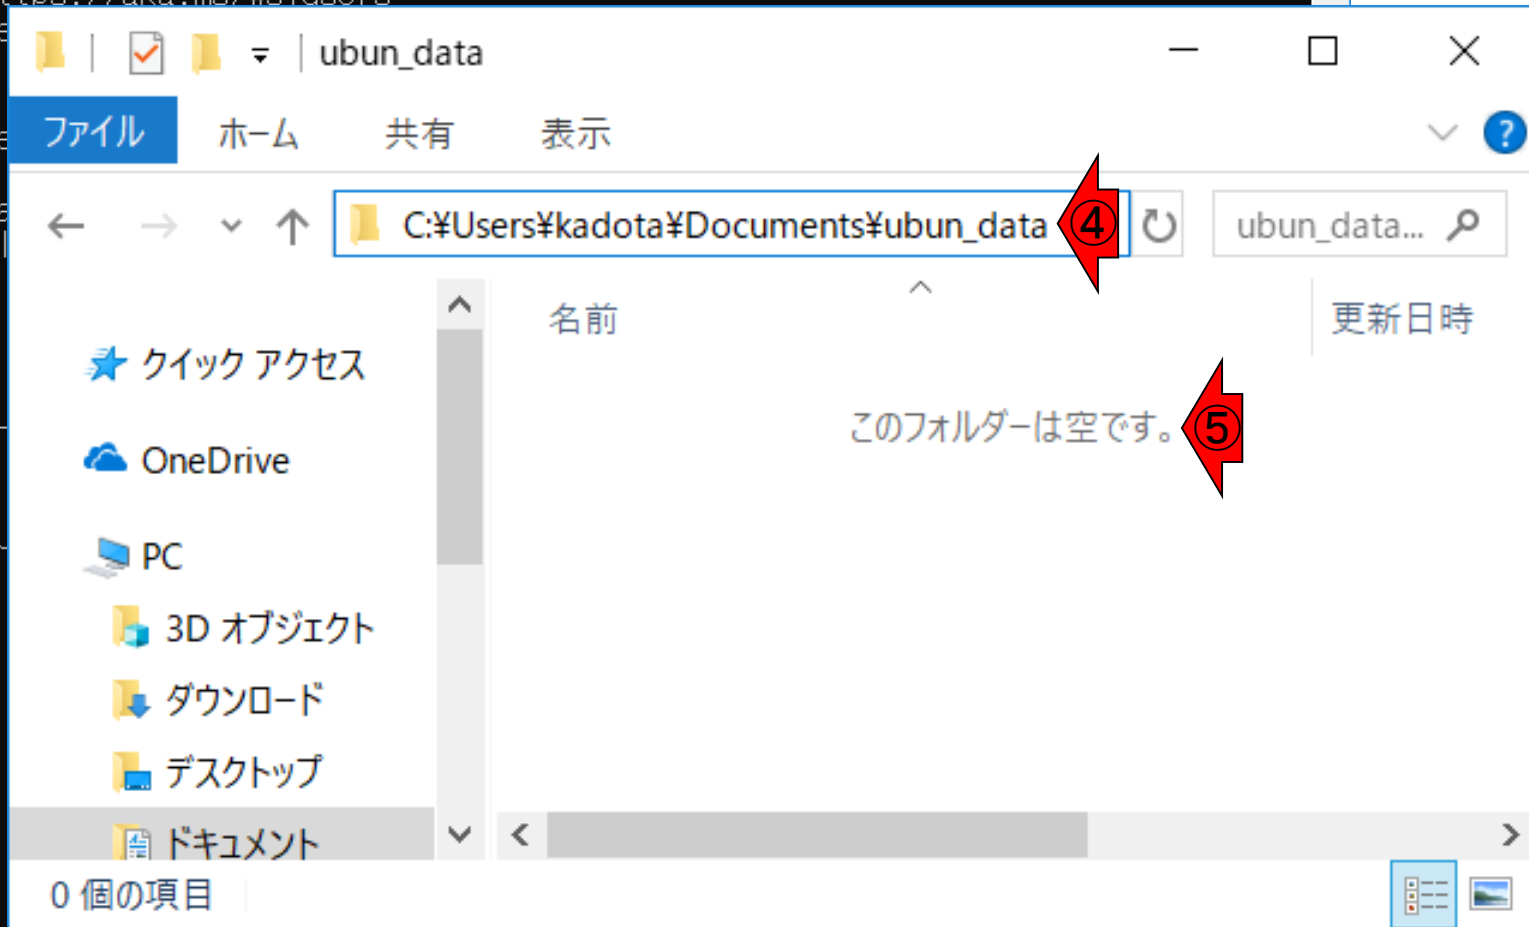 ubun_data
ファイル ホーム 共有 表示 ?
C:¥Users¥kadota¥Documents¥ubun_data ④ ubun_data...
名前 更新日時
クイック アクセス
このフォルダーは空です。 ⑤
OneDrive
PC
3D オブジェクト
ダウンロード
デスクトップ
ドキュメント
0 個の項目